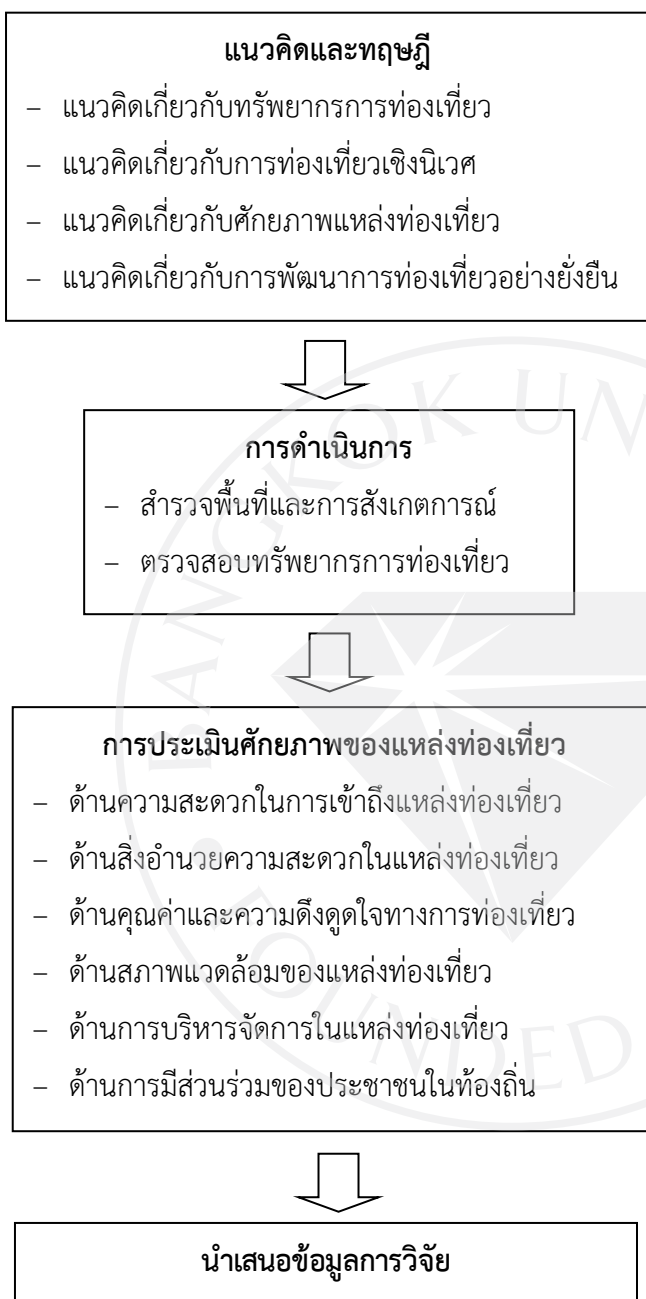 แนวคิดและทฤษฎี
– แนวคิดเกี่ยวกับทรัพยากรการท่องเที่ยว
– แนวคิดเกี่ยวกับการท่องเที่ยวเชิงนิเวศ
– แนวคิดเกี่ยวกับศักยภาพแหล่งท่องเที่ยว
– แนวคิดเกี่ยวกับการพัฒนาการท่องเที่ยวอย่างยั่งยืน
การดำเนินการ
– สำรวจพื้นที่และการสังเกตการณ์
– ตรวจสอบทรัพยากรการท่องเที่ยว
การประเมินศักยภาพของแหล่งท่องเที่ยว
– ด้านความสะดวกในการเข้าถึงแหล่งท่องเที่ยว
– ด้านสิ่งอำนวยความสะดวกในแหล่งท่องเที่ยว
– ด้านคุณค่าและความดึงดูดใจทางการท่องเที่ยว
– ด้านสภาพแวดล้อมของแหล่งท่องเที่ยว
– ด้านการบริหารจัดการในแหล่งท่องเที่ยว
– ด้านการมีส่วนร่วมของประชาชนในท้องถิ่น
นำเสนอข้อมูลการวิจัย
BANGKOK UN
FOUNDED